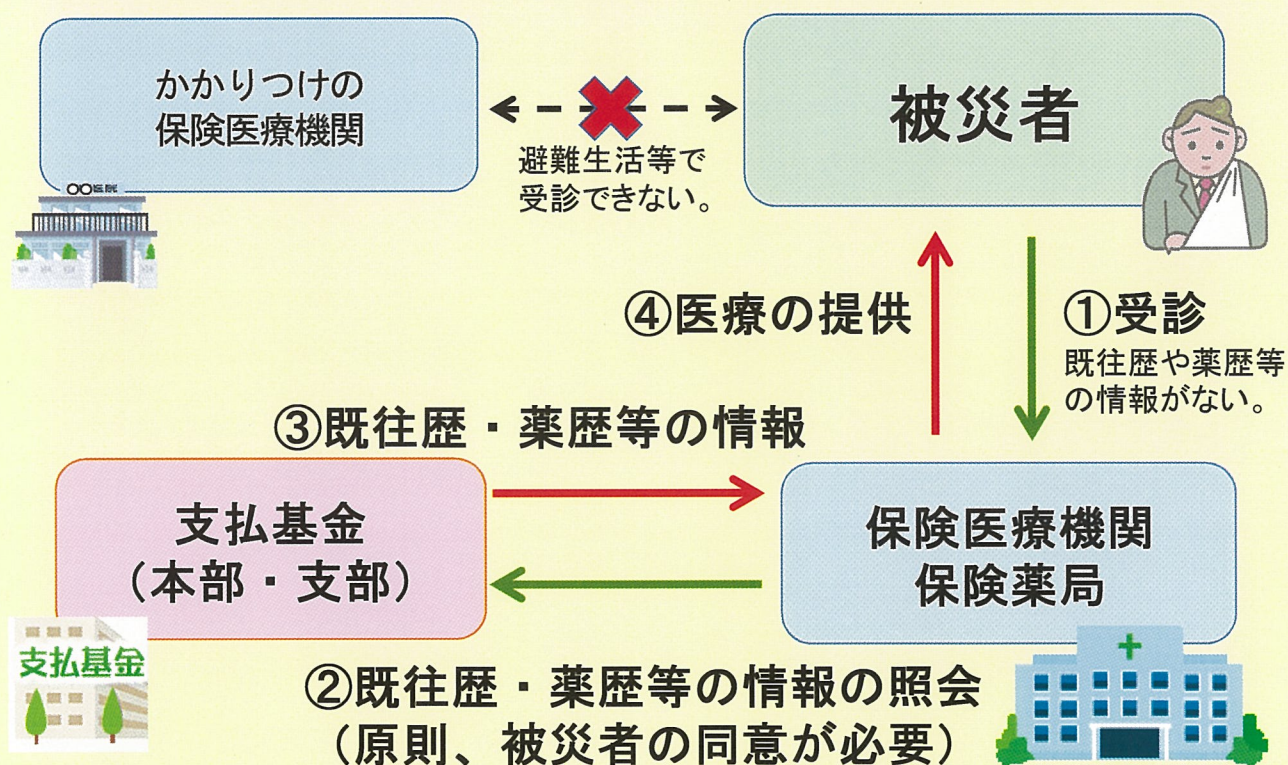 かかりつけの
保険医療機関
〇〇医院
避難生活等で
受診できない。
被災者
④医療の提供
①受診
既往歴や薬歴等
の情報がない。
③既往歴・薬歴等の情報
支払基金
（本部・支部）
保険医療機関
保険薬局
支払基金
②既往歴・薬歴等の情報の照会
（原則、被災者の同意が必要）